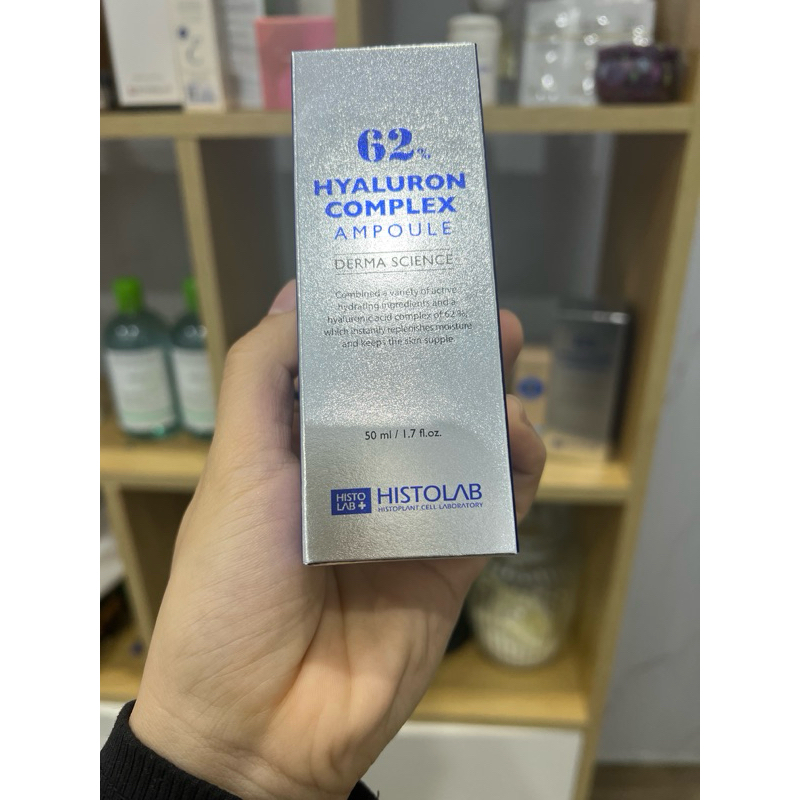 62%
HYALURON
COMPLEX
AMPOULE
DERMA SCIENCE
Combined a variety of active
hydrating ingredients and a
hyaluronic acid complex of 62%,
which instantly replenishes moisture
and keeps the skin supple.
50 ml / 1.7 fl.oz.
HISTO
LAB+
HISTOLAB
HISTOPLANT CELL LABORATORY